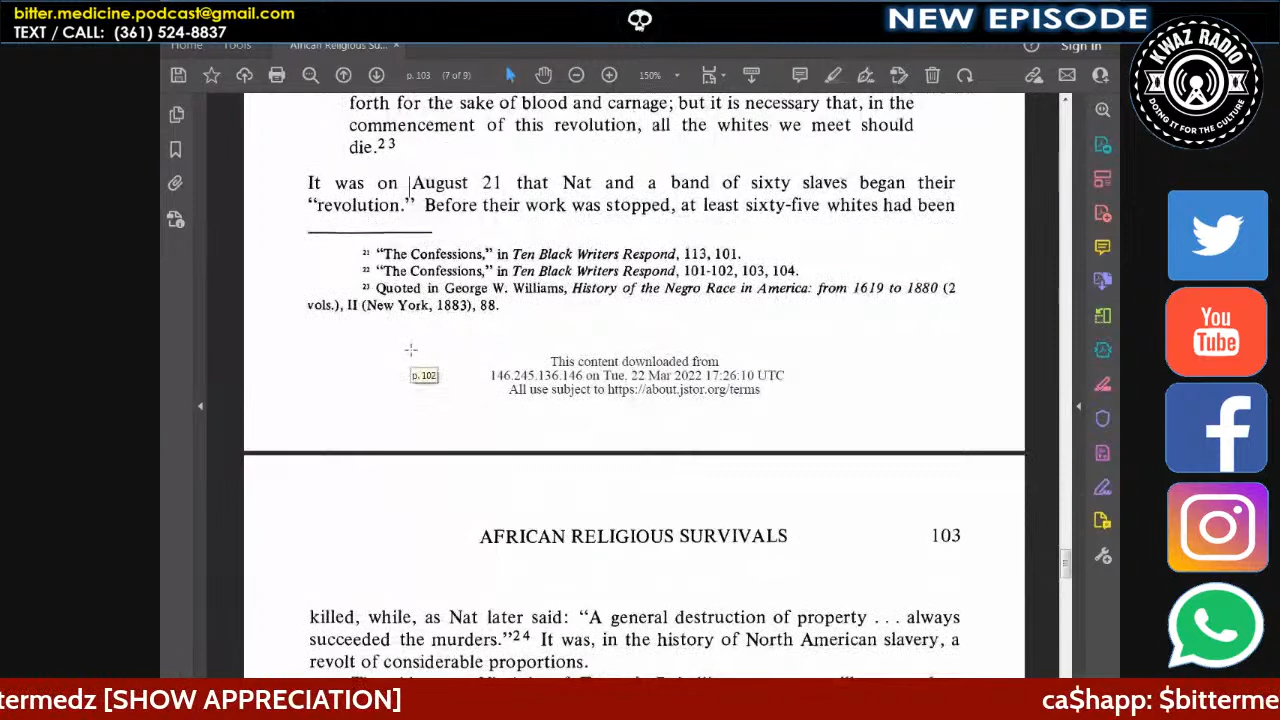 bitter.medicine.podcast@gmail.com
TEXT / CALL: (361) 524-8837
NEW EPISODE
KWAZ RADIO
DOING IT FOR THE CULTURE
Home Tools African Religious Su... × Sign In
p. 103 (7 of 9) 150%
forth for the sake of blood and carnage; but it is necessary that, in the
commencement of this revolution, all the whites we meet should
die.23
It was on August 21 that Nat and a band of sixty slaves began their
“revolution.” Before their work was stopped, at least sixty-five whites had been
21 “The Confessions,” in Ten Black Writers Respond, 113, 101.
22 “The Confessions,” in Ten Black Writers Respond, 101-102, 103, 104.
23 Quoted in George W. Williams, History of the Negro Race in America: from 1619 to 1880 (2
vols.), II (New York, 1883), 88.
p. 102
This content downloaded from
146.245.136.146 on Tue, 22 Mar 2022 17:26:10 UTC
All use subject to https://about.jstor.org/terms
AFRICAN RELIGIOUS SURVIVALS 103
killed, while, as Nat later said: “A general destruction of property . . . always
succeeded the murders.”24 It was, in the history of North American slavery, a
revolt of considerable proportions.
You
Tube
termedz [SHOW APPRECIATION] ca$happ: $bitterme